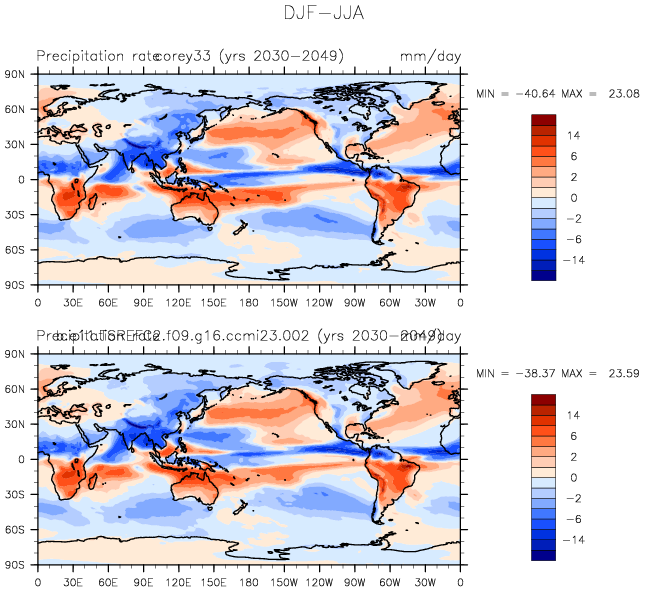 DJF-JJA
Precipitation rate corey33 (yrs 2030-2049) mm/day
MIN = -40.64 MAX = 23.08
90N
60N
30N
0
30S
60S
90S
0 30E 60E 90E 120E 150E 180 150W 120W 90W 60W 30W 0
14
6
2
0
-2
-6
-14
Precipitation rate b.e11.TSREFC2.f09.g16.ccmi23.002 (yrs 2030-2049) mm/day
MIN = -38.37 MAX = 23.59
90N
60N
30N
0
30S
60S
90S
0 30E 60E 90E 120E 150E 180 150W 120W 90W 60W 30W 0
14
6
2
0
-2
-6
-14